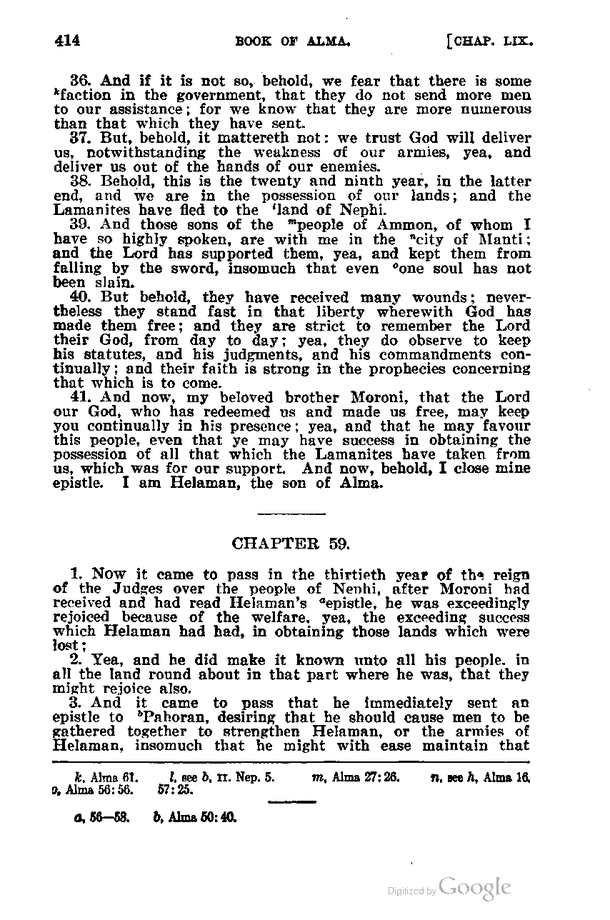 414 BOOK OF ALMA. [CHAP. LIX.
36. And if it is not so, behold, we fear that there is some
kfaction in the government, that they do not send more men
to our assistance; for we know that they are more numerous
than that which they have sent.
37. But, behold, it mattereth not: we trust God will deliver
us, notwithstanding the weakness of our armies, yea, and
deliver us out of the hands of our enemies.
38. Behold, this is the twenty and ninth year, in the latter
end, and we are in the possession of our lands; and the
Lamanites have fled to the lland of Nephi.
39. And those sons of the mpeople of Ammon, of whom I
have so highly spoken, are with me in the ncity of Manti;
and the Lord has supported them, yea, and kept them from
falling by the sword, insomuch that even oone soul has not
been slain.
40. But behold, they have received many wounds; never-
theless they stand fast in that liberty wherewith God has
made them free; and they are strict to remember the Lord
their God, from day to day; yea, they do observe to keep
his statutes, and his judgments, and his commandments con-
tinually; and their faith is strong in the prophecies concerning
that which is to come.
41. And now, my beloved brother Moroni, that the Lord
our God, who has redeemed us and made us free, may keep
you continually in his presence; yea, and that he may favour
this people, even that ye may have success in obtaining the
possession of all that which the Lamanites have taken from
us, which was for our support. And now, behold, I close mine
epistle. I am Helaman, the son of Alma.
CHAPTER 59.
1. Now it came to pass in the thirtieth year of the reign
of the Judges over the people of Nephi, after Moroni had
received and had read Helaman's aepistle, he was exceedingly
rejoiced because of the welfare, yea, the exceeding success
which Helaman had had, in obtaining those lands which were
lost;
2. Yea, and he did make it known unto all his people, in
all the land round about in that part where he was, that they
might rejoice also.
3. And it came to pass that he immediately sent an
epistle to bPahoran, desiring that he should cause men to be
gathered together to strengthen Helaman, or the armies of
Helaman, insomuch that he might with ease maintain that
k, Alma 61. l, see b, II. Nep. 5. m, Alma 27:26. n, see h, Alma 16.
o, Alma 56:56. 57:25.
a, 56—58. b, Alma 50:40.
Digitized by Google